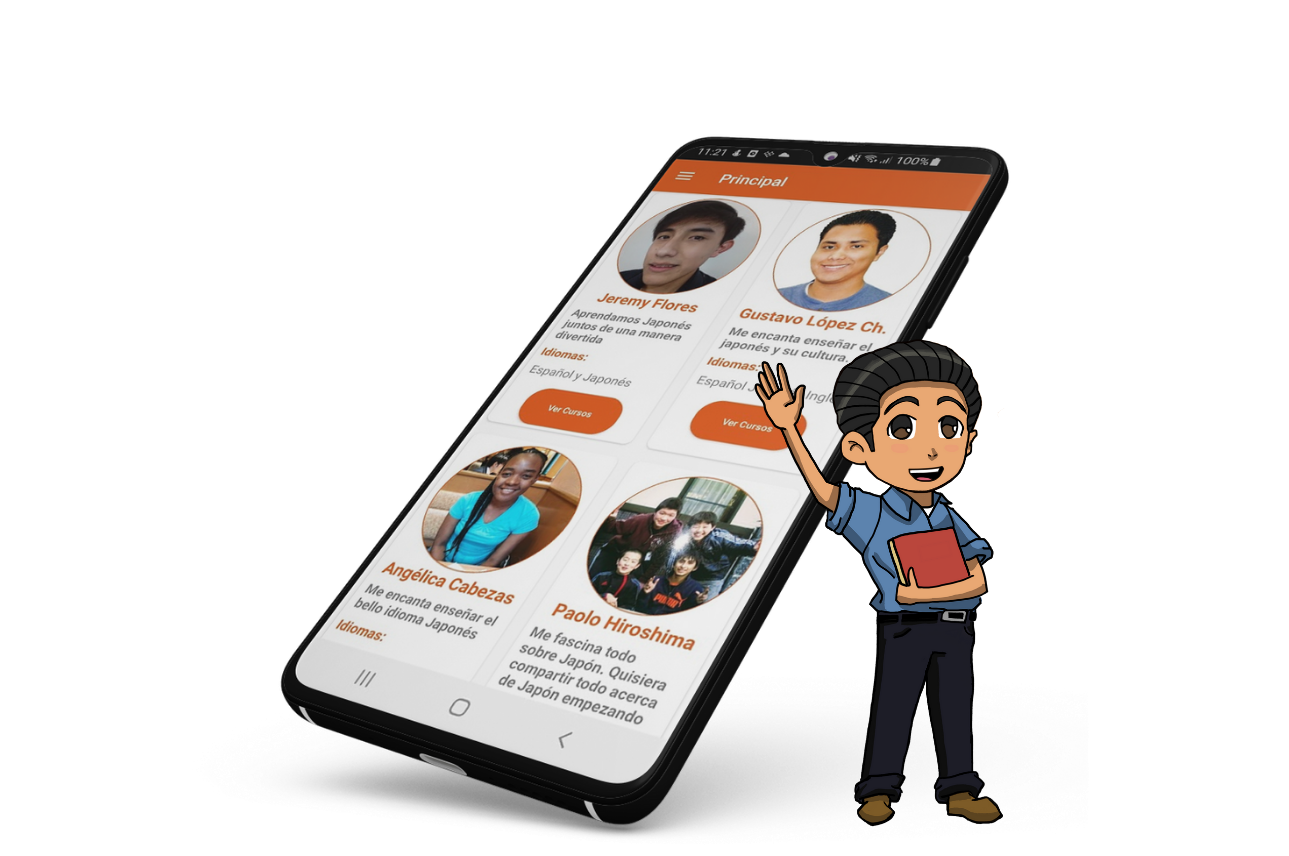 11:21
100%
Principal
Jeremy Flores
Aprendamos Japonés
juntos de una manera
divertida
Idiomas:
Español y Japonés
Ver Cursos
Gustavo López Ch.
Me encanta enseñar el
japonés y su cultura.
Idiomas:
Español
Ver Cursos
Angélica Cabezas
Me encanta enseñar el
bello idioma Japonés
Idiomas:
Paolo Hiroshima
Me fascina todo
sobre Japón. Quisiera
compartir todo acerca
de Japón empezando